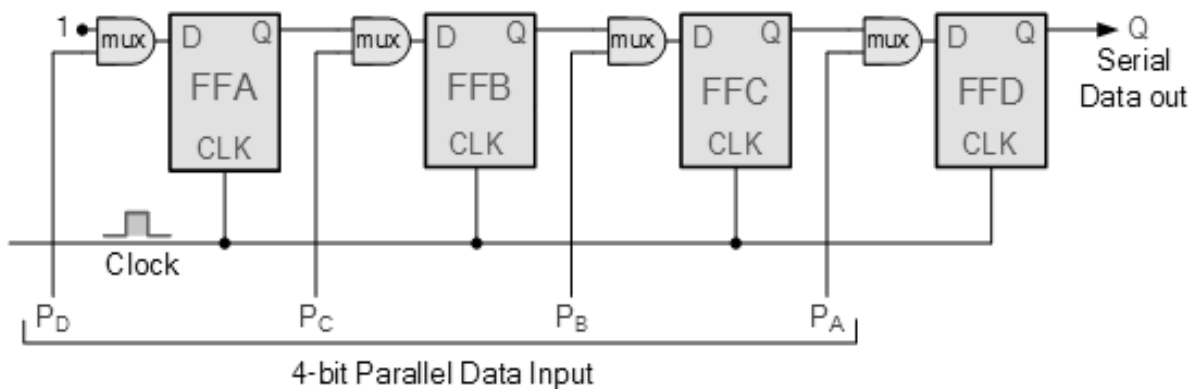 1 mux D Q mux D Q mux D Q mux D Q Q
FFA FFB FFC FFD Serial
Data out
CLK CLK CLK CLK
Clock
PD PC PB PA
4-bit Parallel Data Input